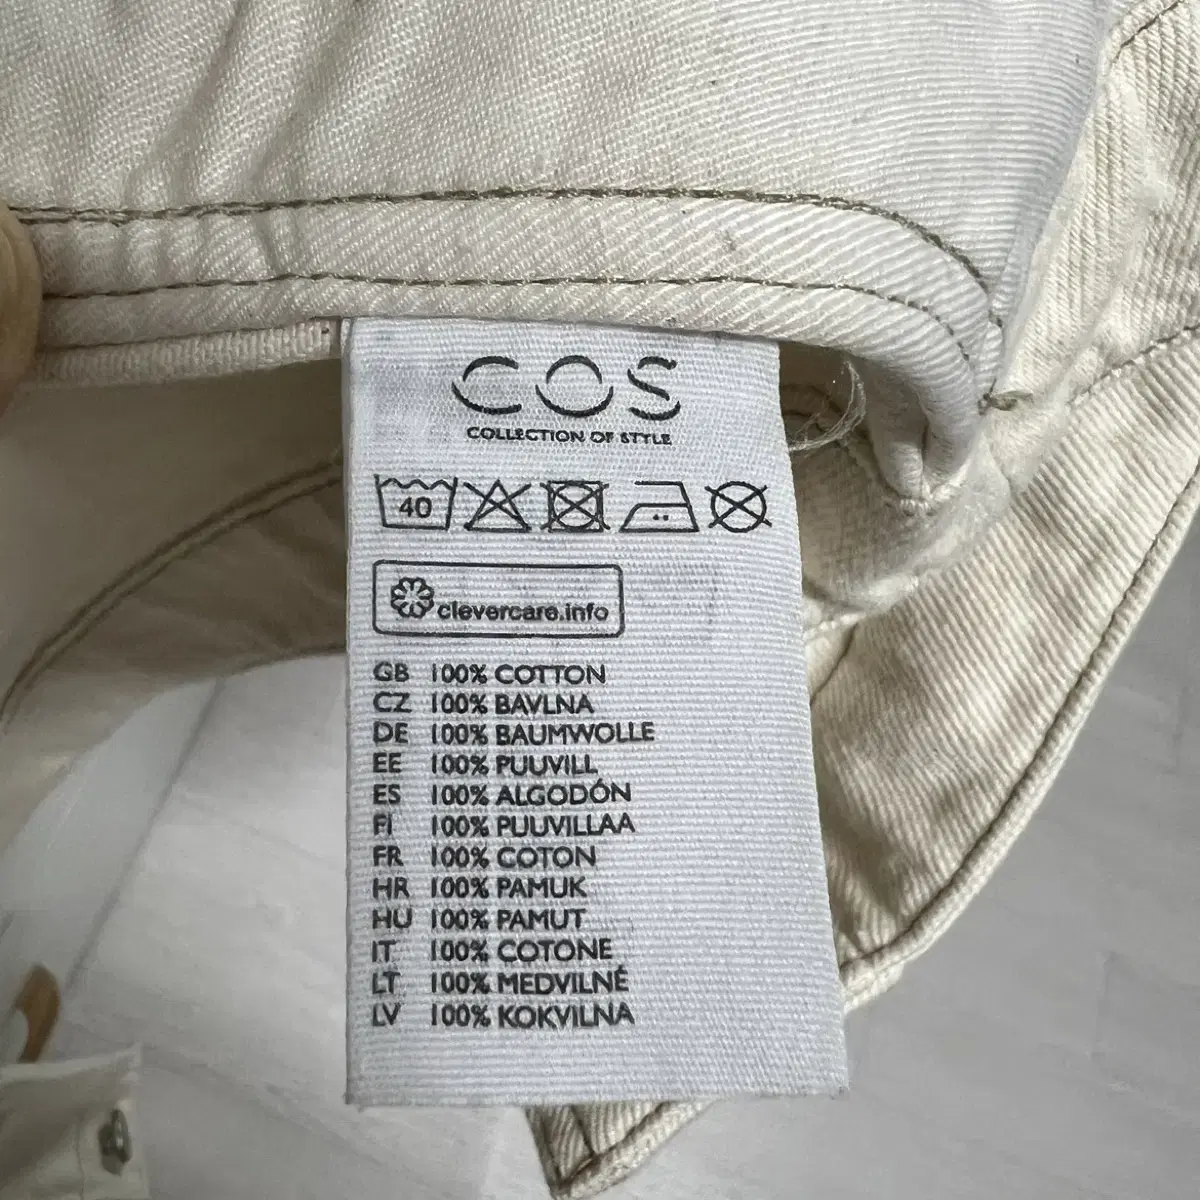 COS
COLLECTION OF STYLE
40
clevercare.info
GB 100% COTTON
CZ 100% BAVLNA
DE 100% BAUMWOLLE
EE 100% PUUVILL
ES 100% ALGODÓN
FI 100% PUUVILLAA
FR 100% COTON
HR 100% PAMUK
HU 100% PAMUT
IT 100% COTONE
LT 100% MEDVILNĖ
LV 100% KOKVILNA